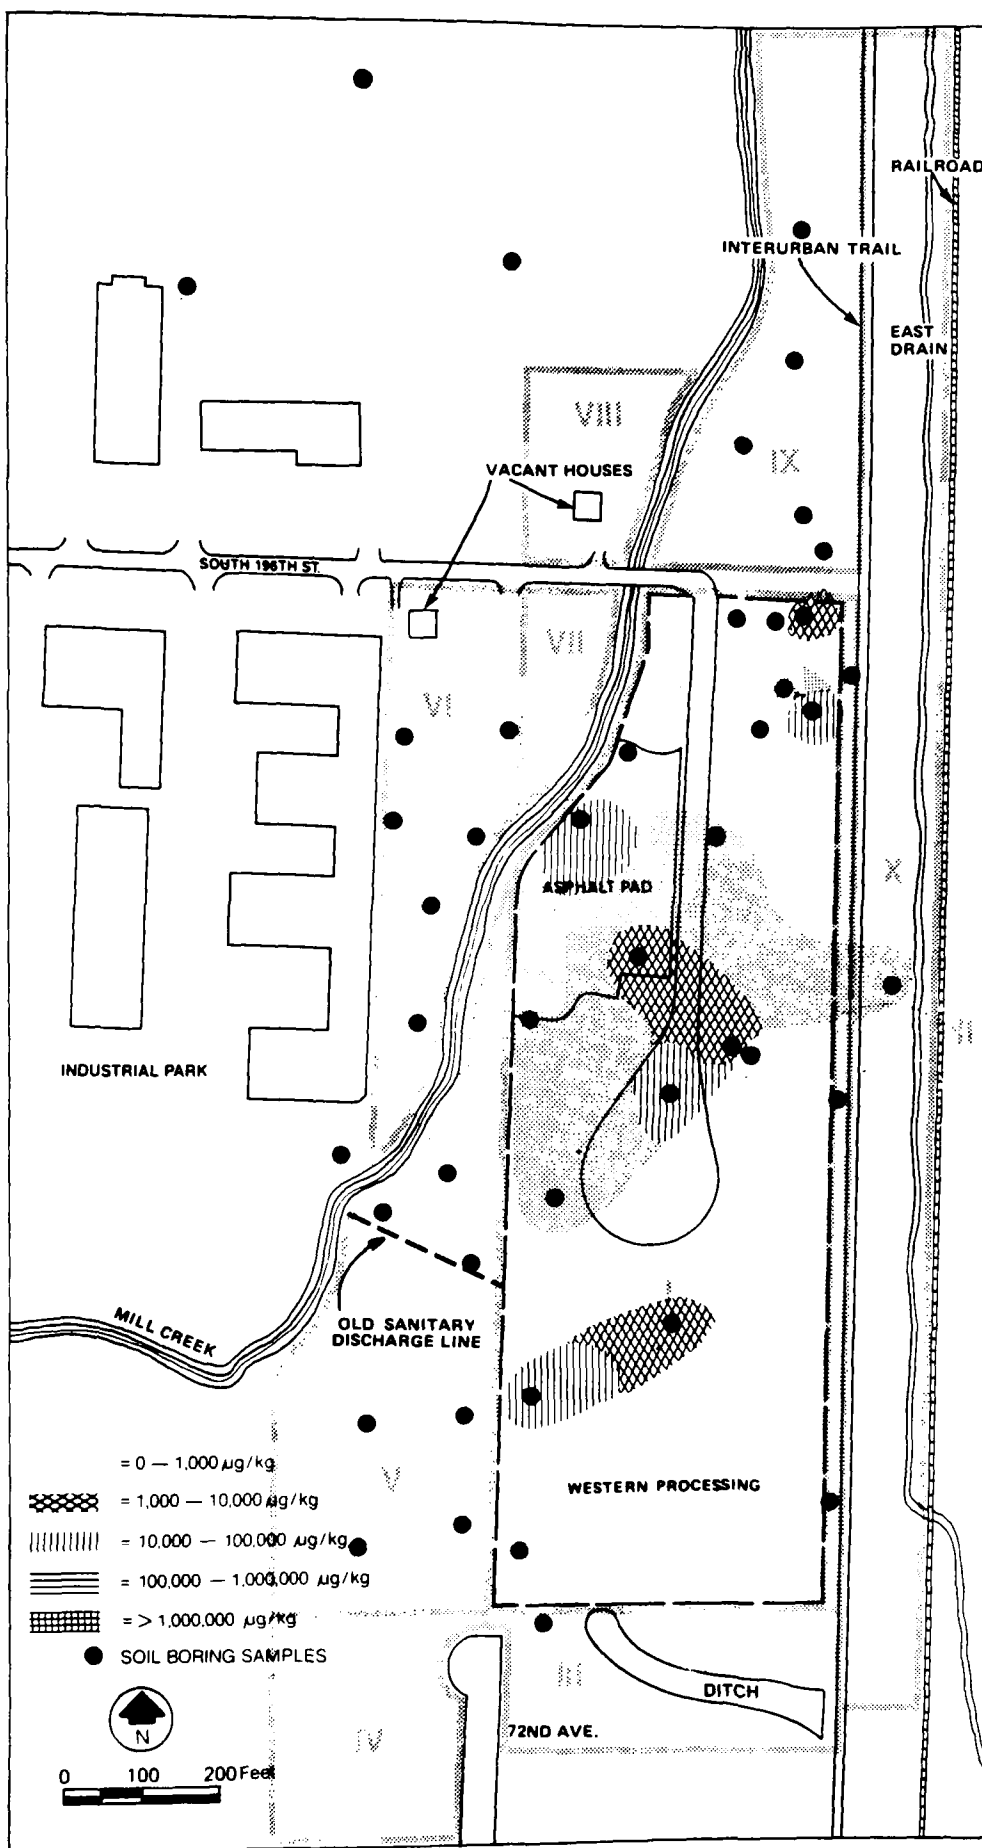 RAILROAD
INTERURBAN TRAIL
EAST
DRAIN
VIII
IX
VACANT HOUSES
SOUTH 196TH ST.
VII
VI
X
ASPHALT PAD
II
INDUSTRIAL PARK
I
MILL CREEK
OLD SANITARY
DISCHARGE LINE
V
WESTERN PROCESSING
= 0 — 1,000 µg/kg
= 1,000 — 10,000 µg/kg
= 10,000 — 100,000 µg/kg
= 100,000 — 1,000,000 µg/kg
= > 1,000,000 µg/kg
SOIL BORING SAMPLES
III
DITCH
N
IV
72ND AVE.
0 100 200 Feet